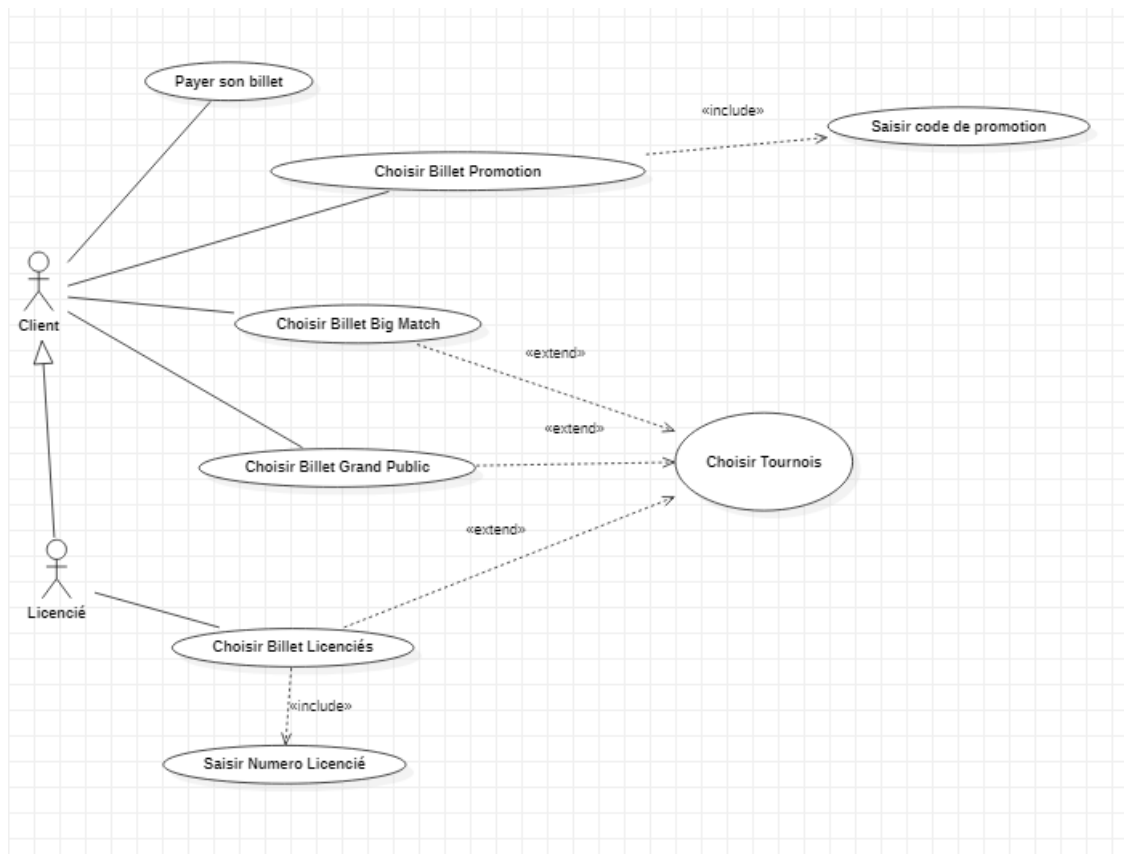 Payer son billet
«include»
Saisir code de promotion
Choisir Billet Promotion
Client
Choisir Billet Big Match
«extend»
«extend»
Choisir Tournois
Choisir Billet Grand Public
«extend»
Licencié
Choisir Billet Licenciés
«include»
Saisir Numero Licencié